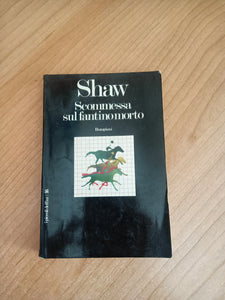 Shaw
Scommessa
sul fantino morto
Bompiani